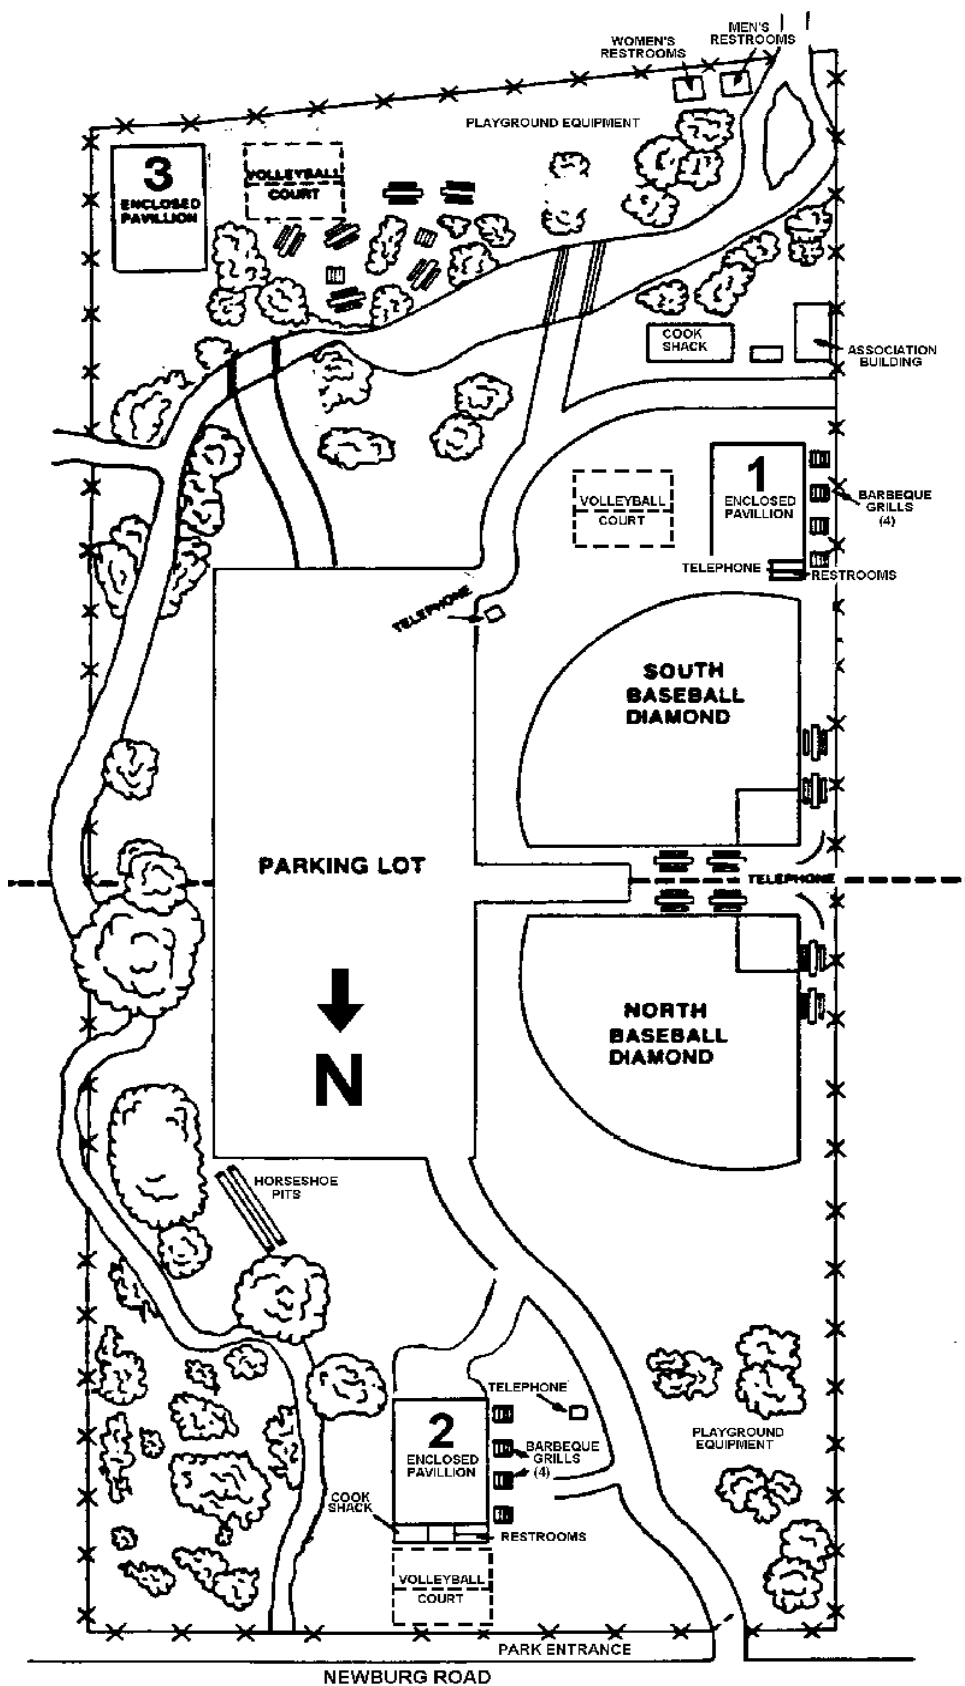 MEN'S
RESTROOMS
WOMEN'S
RESTROOMS
PLAYGROUND EQUIPMENT
3
ENCLOSED
PAVILLION
VOLLEYBALL
COURT
COOK
SHACK
ASSOCIATION
BUILDING
1
ENCLOSED
PAVILLION
VOLLEYBALL
COURT
BARBEQUE
GRILLS
(4)
TELEPHONE
RESTROOMS
TELEPHONE
SOUTH
BASEBALL
DIAMOND
PARKING LOT
TELEPHONE
N
NORTH
BASEBALL
DIAMOND
HORSESHOE
PITS
TELEPHONE
2
ENCLOSED
PAVILLION
BARBEQUE
GRILLS
(4)
PLAYGROUND
EQUIPMENT
COOK
SHACK
RESTROOMS
VOLLEYBALL
COURT
PARK ENTRANCE
NEWBURG ROAD